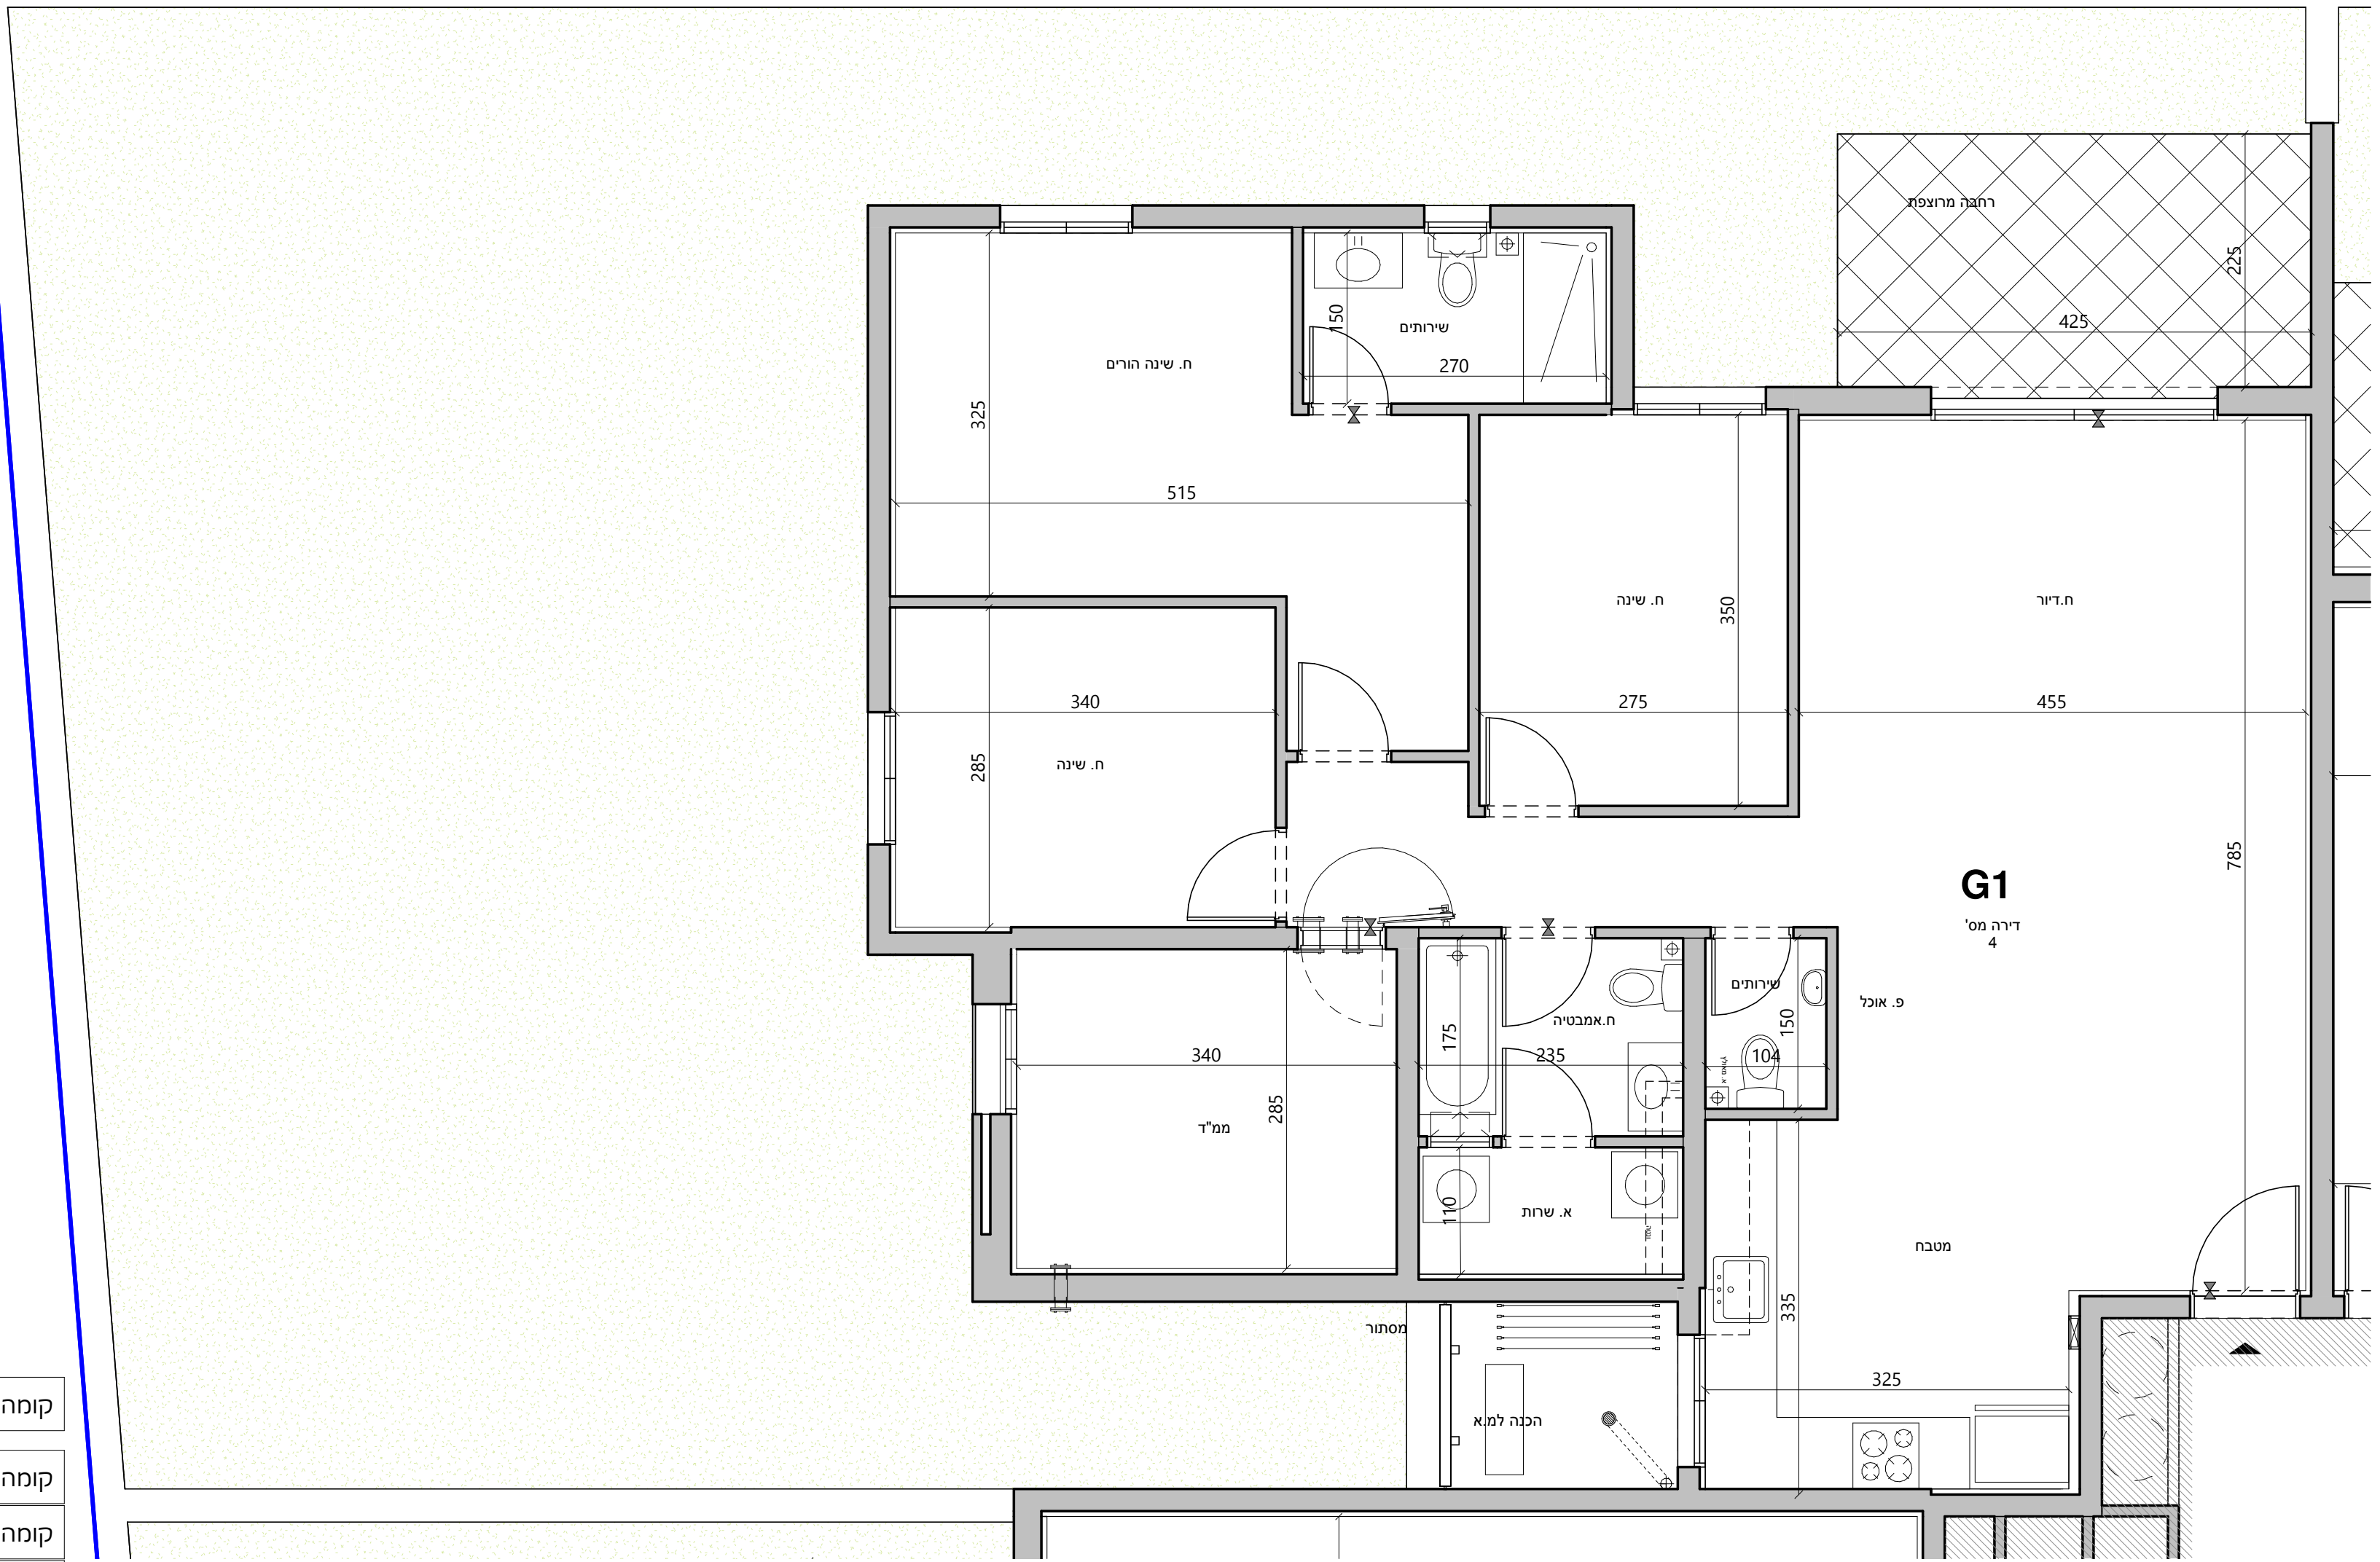 רחבה מרוצפת
225
425
150
שירותים
270
ח. שינה הורים
325
515
ח. שינה
350
ח.דיור
340
275
455
285
ח. שינה
785
G1
דירה מס'
4
שירותים
פ. אוכל
ח.אמבטיה
150
175
340
235
104
285
ממ"ד
110
א. שרות
מטבח
מסתור
335
325
הכנה למ.א
קומה
קומה
קומה